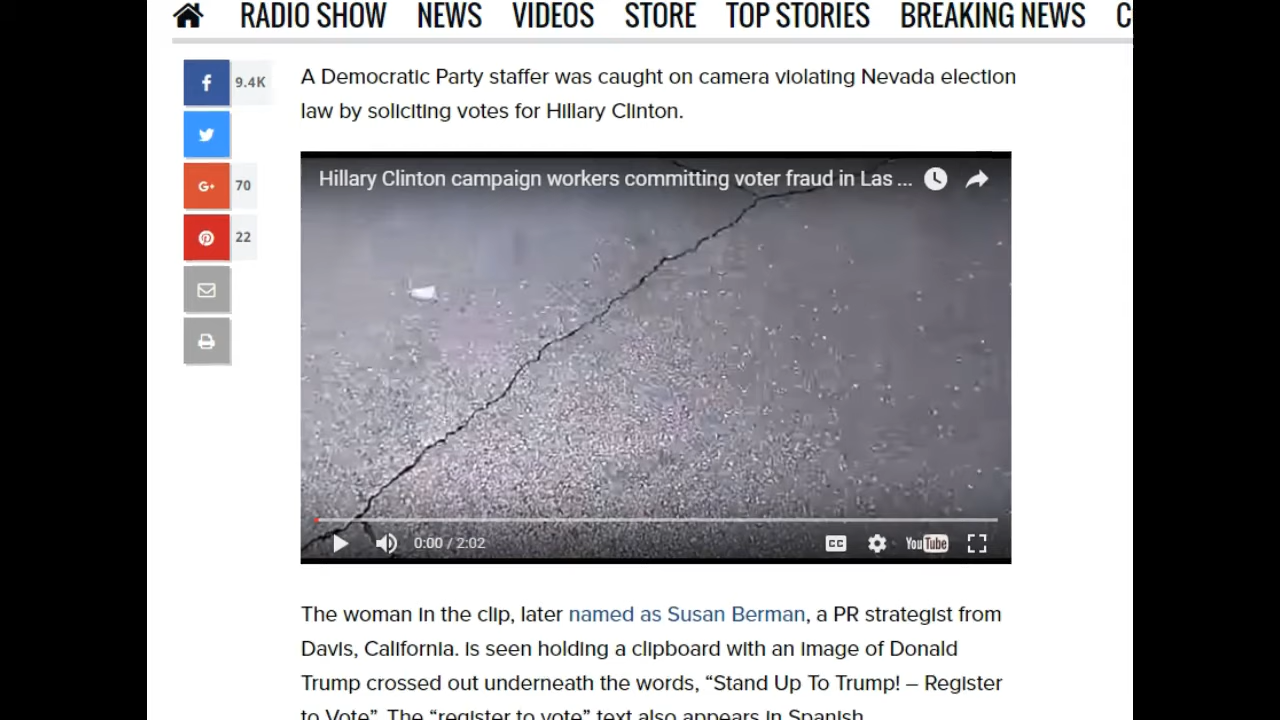 RADIO SHOW NEWS VIDEOS STORE TOP STORIES BREAKING NEWS C
9.4K
A Democratic Party staffer was caught on camera violating Nevada election
law by soliciting votes for Hillary Clinton.
Hillary Clinton campaign workers committing voter fraud in Las ...
G+ 70
22
0:00 / 2:02
CC
YouTube
The woman in the clip, later named as Susan Berman, a PR strategist from
Davis, California. is seen holding a clipboard with an image of Donald
Trump crossed out underneath the words, “Stand Up To Trump! – Register
to Vote”. The “register to vote” text also appears in Spanish.